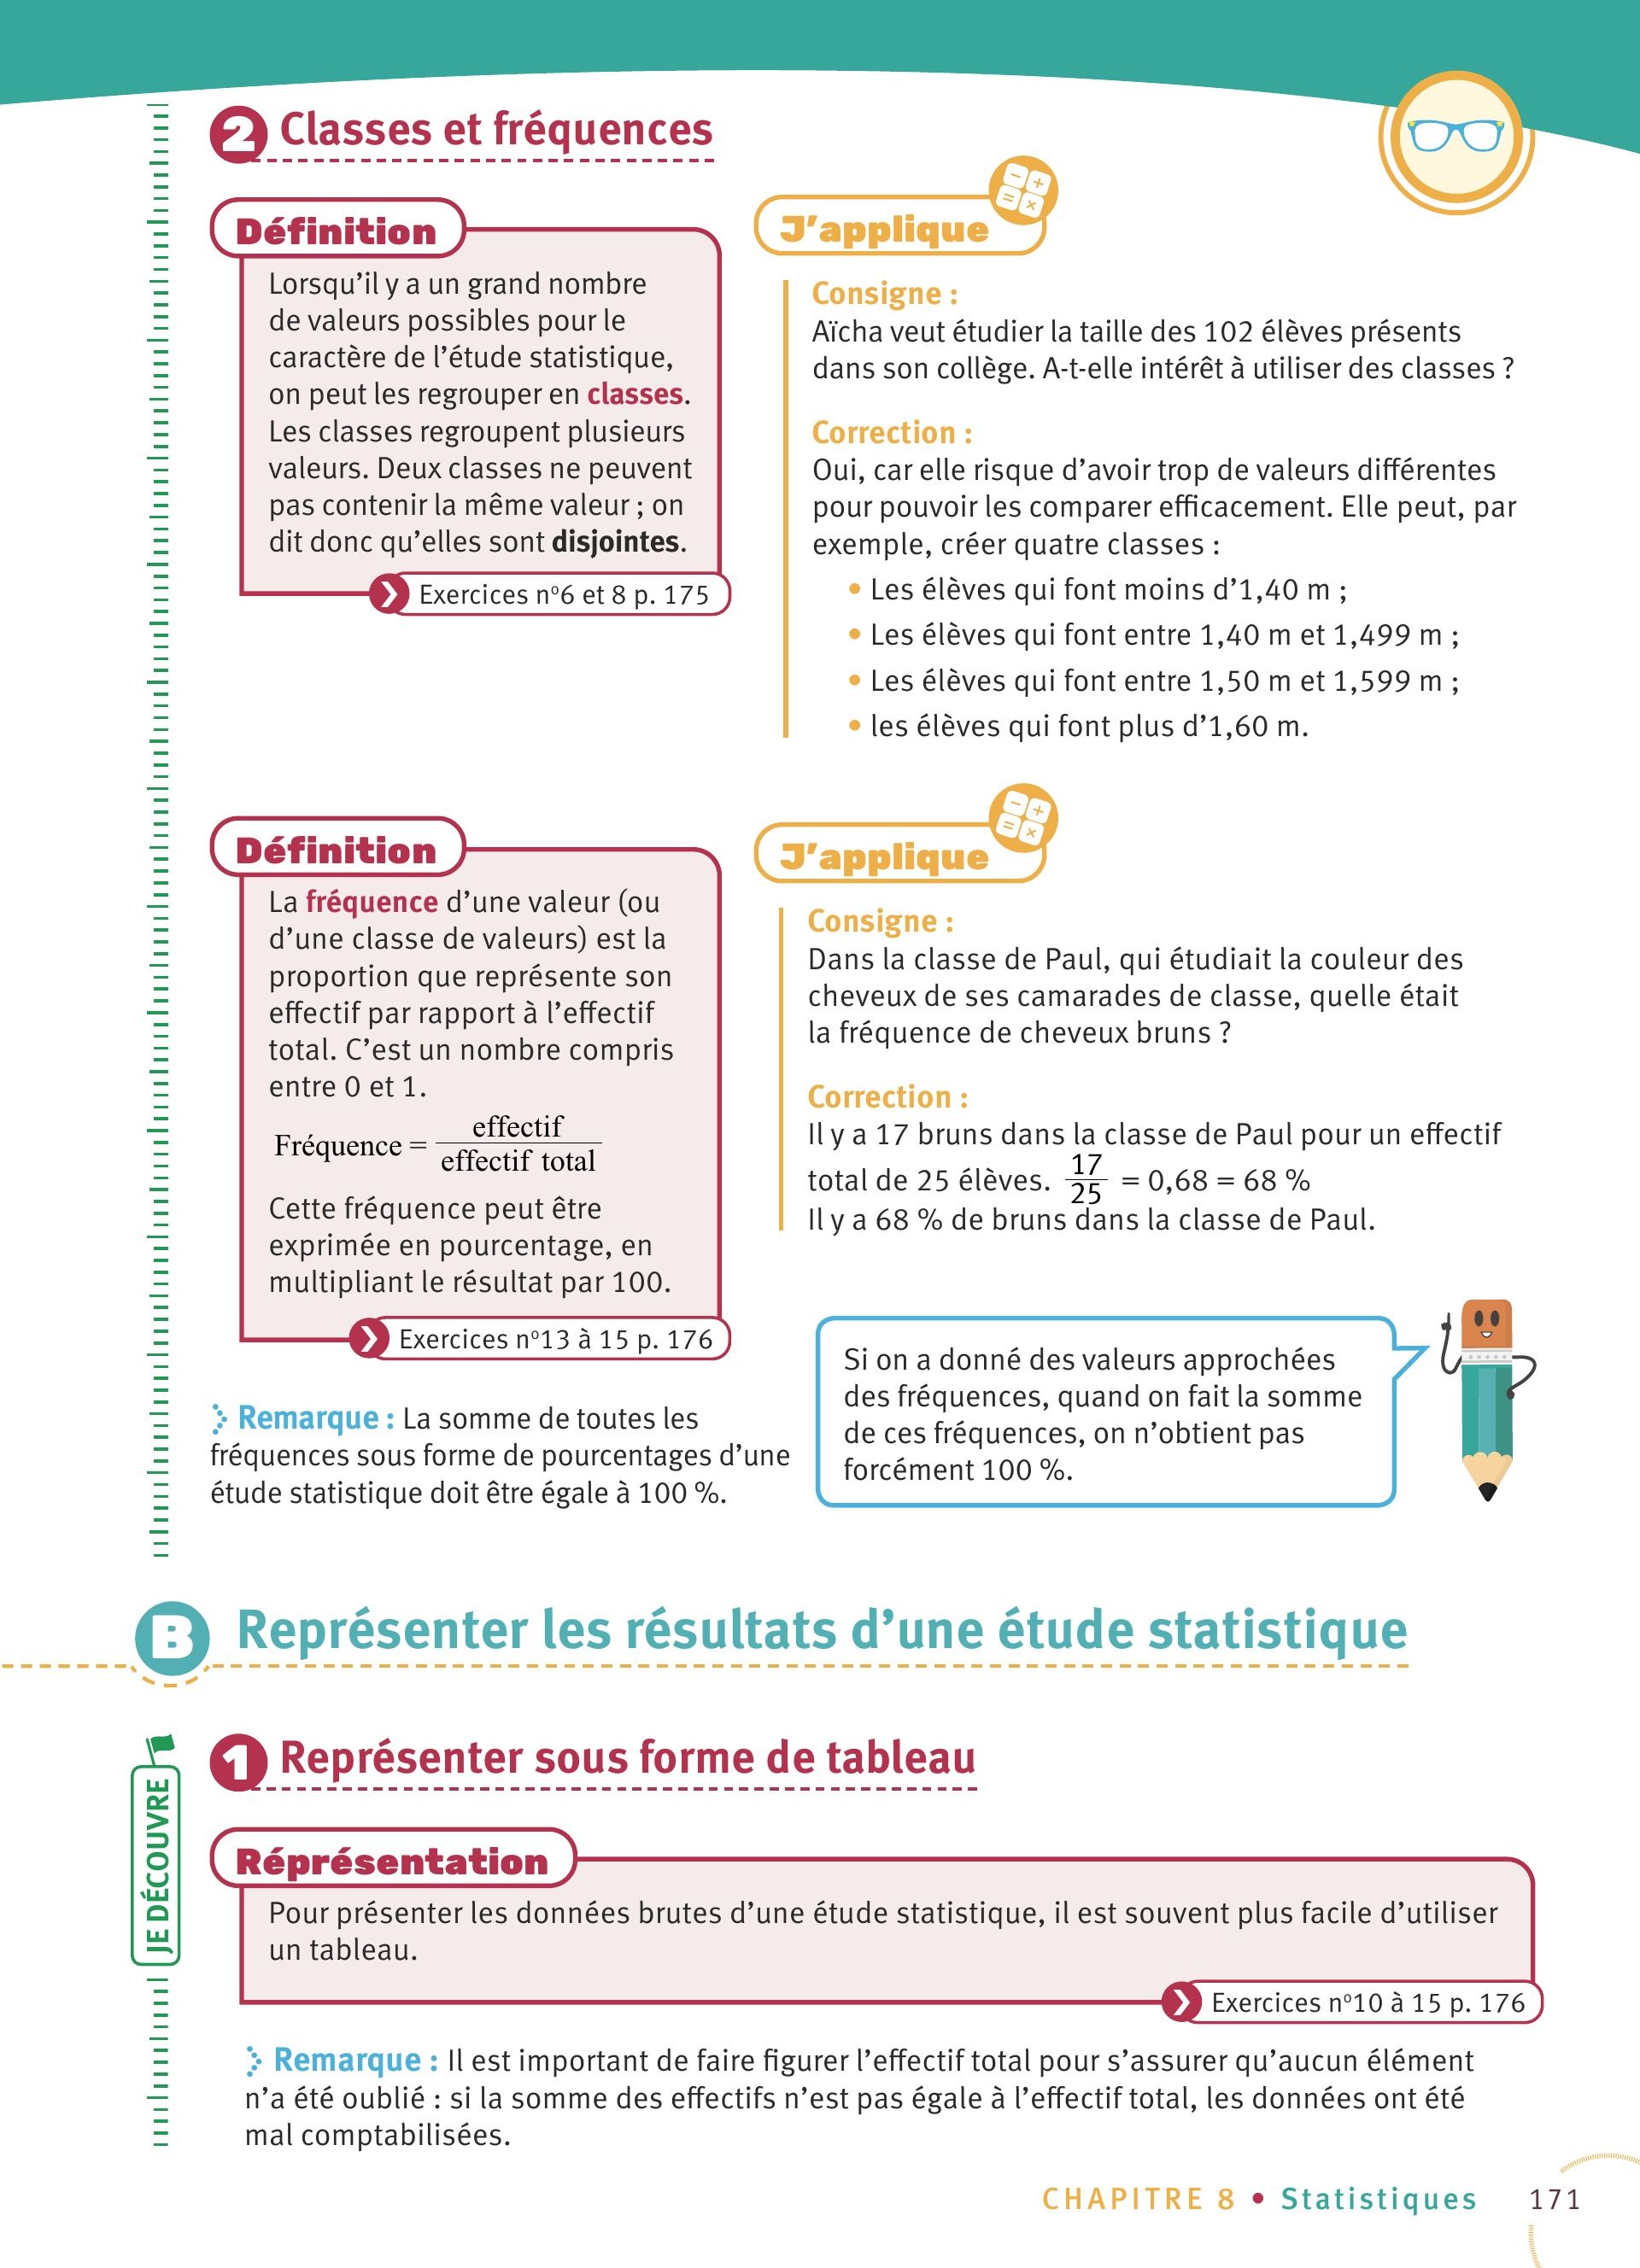 2 Classes et fréquences
Définition
Lorsqu'il y a un grand nombre
de valeurs possibles pour le
caractère de l'étude statistique,
on peut les regrouper en classes.
Les classes regroupent plusieurs
valeurs. Deux classes ne peuvent
pas contenir la même valeur ; on
dit donc qu'elles sont disjointes.
Exercices nº6 et 8 p. 175
J'applique
Consigne :
Aïcha veut étudier la taille des 102 élèves présents
dans son collège. A-t-elle intérêt à utiliser des classes ?
Correction :
Oui, car elle risque d'avoir trop de valeurs différentes
pour pouvoir les comparer efficacement. Elle peut, par
exemple, créer quatre classes :
• Les élèves qui font moins d'1,40 m ;
• Les élèves qui font entre 1,40 m et 1,499 m ;
• Les élèves qui font entre 1,50 m et 1,599 m ;
• les élèves qui font plus d'1,60 m.
Définition
La fréquence d'une valeur (ou
d'une classe de valeurs) est la
proportion que représente son
effectif par rapport à l'effectif
total. C'est un nombre compris
entre 0 et 1.
Fréquence = effectif / effectif total
Cette fréquence peut être
exprimée en pourcentage, en
multipliant le résultat par 100.
Exercices nº13 à 15 p. 176
J'applique
Consigne :
Dans la classe de Paul, qui étudiait la couleur des
cheveux de ses camarades de classe, quelle était
la fréquence de cheveux bruns ?
Correction :
Il y a 17 bruns dans la classe de Paul pour un effectif
total de 25 élèves. 17/25 = 0,68 = 68 %
Il y a 68 % de bruns dans la classe de Paul.
Remarque : La somme de toutes les
fréquences sous forme de pourcentages d'une
étude statistique doit être égale à 100 %.
Si on a donné des valeurs approchées
des fréquences, quand on fait la somme
de ces fréquences, on n'obtient pas
forcément 100 %.
B Représenter les résultats d'une étude statistique
JE DÉCOUVRE
1 Représenter sous forme de tableau
Réprésentation
Pour présenter les données brutes d'une étude statistique, il est souvent plus facile d'utiliser
un tableau.
Exercices nº10 à 15 p. 176
Remarque : Il est important de faire figurer l'effectif total pour s'assurer qu'aucun élément
n'a été oublié : si la somme des effectifs n'est pas égale à l'effectif total, les données ont été
mal comptabilisées.
CHAPITRE 8 • Statistiques 171